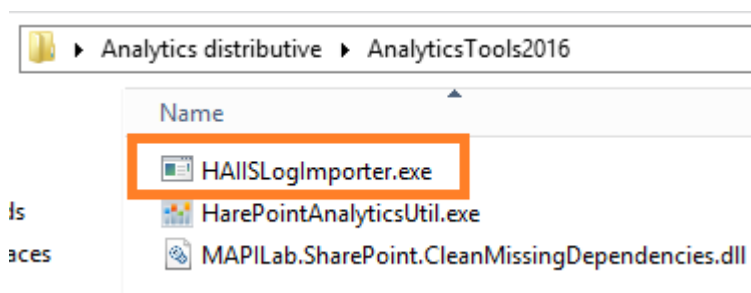 Analytics distributive AnalyticsTools2016
Name
HAIISLogImporter.exe
ds
HarePointAnalyticsUtil.exe
aces
MAPILab.SharePoint.CleanMissingDependencies.dll